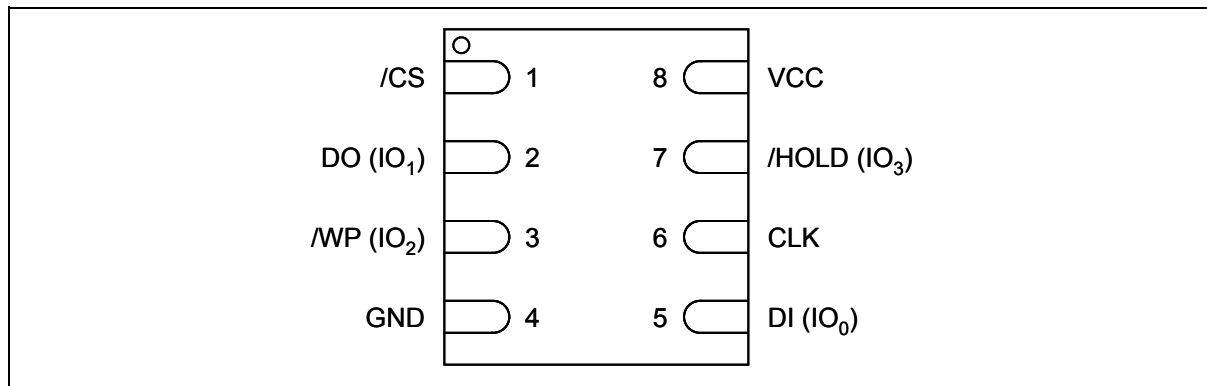 /CS 1 8 VCC
DO (IO₁) 2 7 /HOLD (IO₃)
/WP (IO₂) 3 6 CLK
GND 4 5 DI (IO₀)